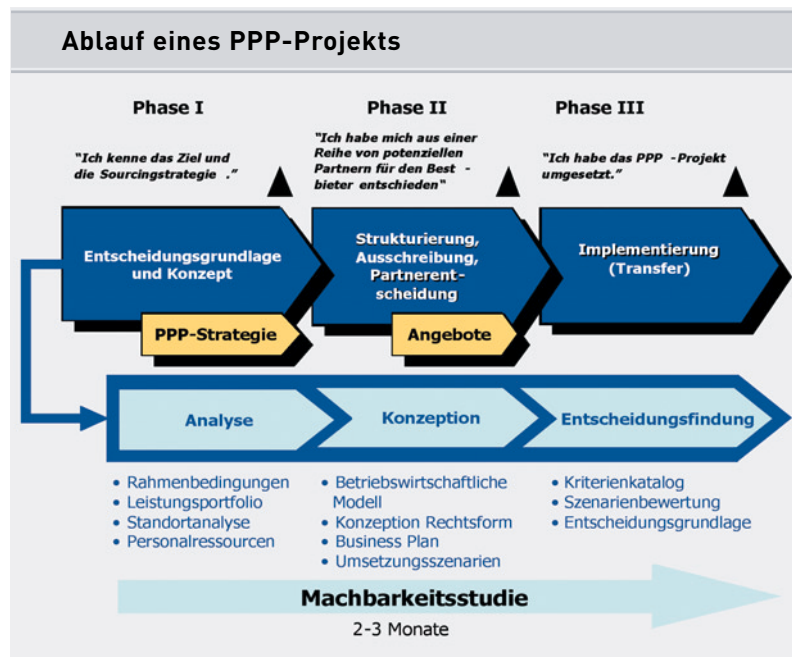 Ablauf eines PPP-Projekts
Phase I
Phase II
Phase III
"Ich kenne das Ziel und
die Sourcingstrategie ."
"Ich habe mich aus einer
Reihe von potenziellen
Partnern für den Best -
bieter entschieden"
"Ich habe das PPP -Projekt
umgesetzt."
Entscheidungsgrundlage
und Konzept
Strukturierung,
Ausschreibung,
Partnerent-
scheidung
Implementierung
(Transfer)
PPP-Strategie
Angebote
Analyse
Konzeption
Entscheidungsfindung
• Rahmenbedingungen
• Leistungsportfolio
• Standortanalyse
• Personalressourcen
• Betriebswirtschaftliche
Modell
• Konzeption Rechtsform
• Business Plan
• Umsetzungsszenarien
• Kriterienkatalog
• Szenarienbewertung
• Entscheidungsgrundlage
Machbarkeitsstudie
2-3 Monate